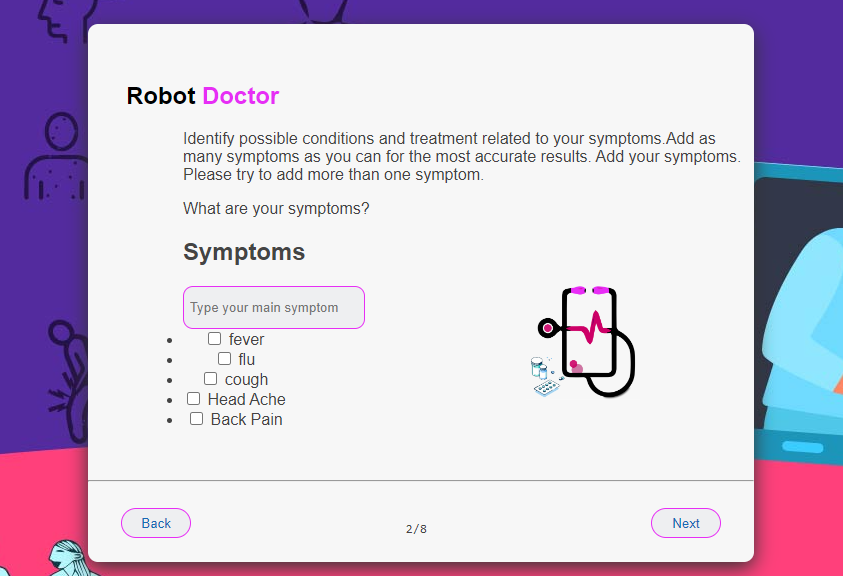 Robot Doctor
Identify possible conditions and treatment related to your symptoms.Add as
many symptoms as you can for the most accurate results. Add your symptoms.
Please try to add more than one symptom.
What are your symptoms?
Symptoms
Type your main symptom
fever
flu
cough
Head Ache
Back Pain
Back
2/8
Next